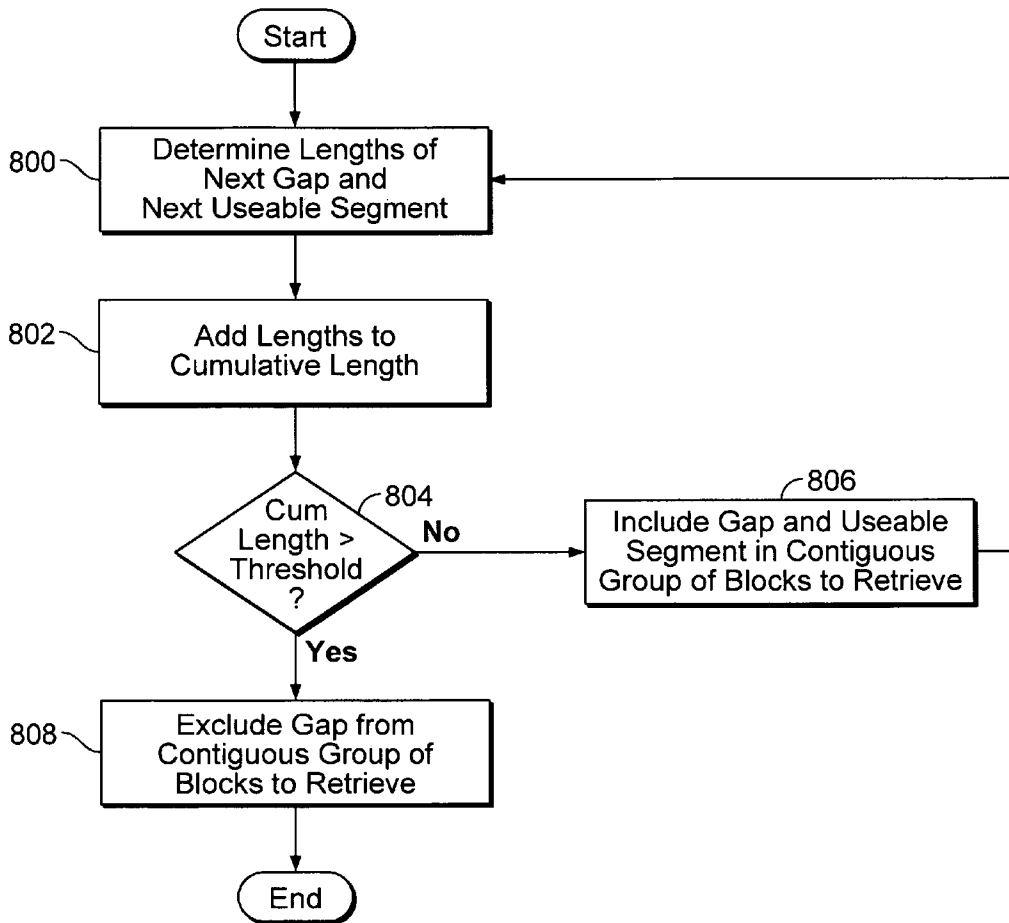 Start
800
Determine Lengths of
Next Gap and
Next Useable Segment
802
Add Lengths to
Cumulative Length
804
Cum
Length >
Threshold
?
No
806
Include Gap and Useable
Segment in Contiguous
Group of Blocks to Retrieve
Yes
808
Exclude Gap from
Contiguous Group of
Blocks to Retrieve
End